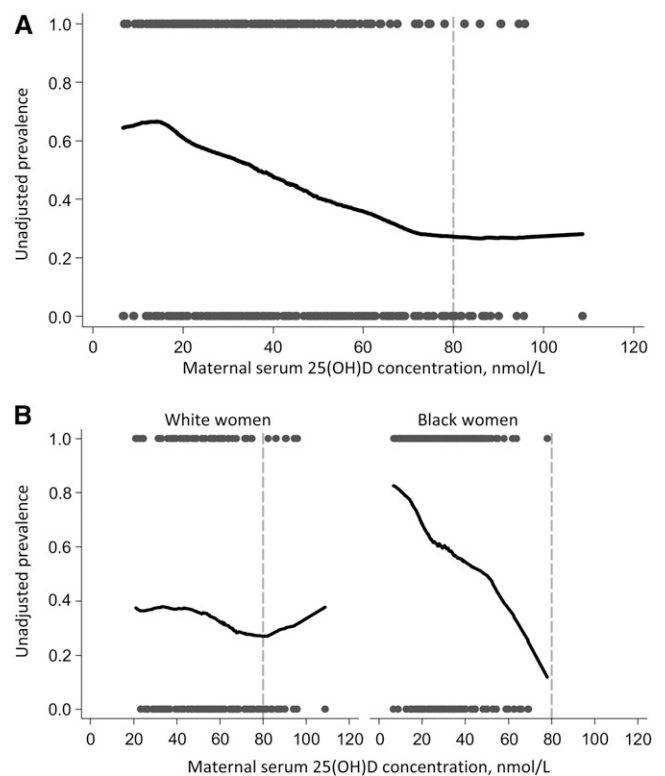 A
1.0
0.8
0.6
0.4
0.2
0.0
Unadjusted prevalence
0 20 40 60 80 100 120
Maternal serum 25(OH)D concentration, nmol/L
B
White women Black women
1.0
0.8
0.6
0.4
0.2
0.0
Unadjusted prevalence
0 20 40 60 80 100 120 0 20 40 60 80 100 120
Maternal serum 25(OH)D concentration, nmol/L